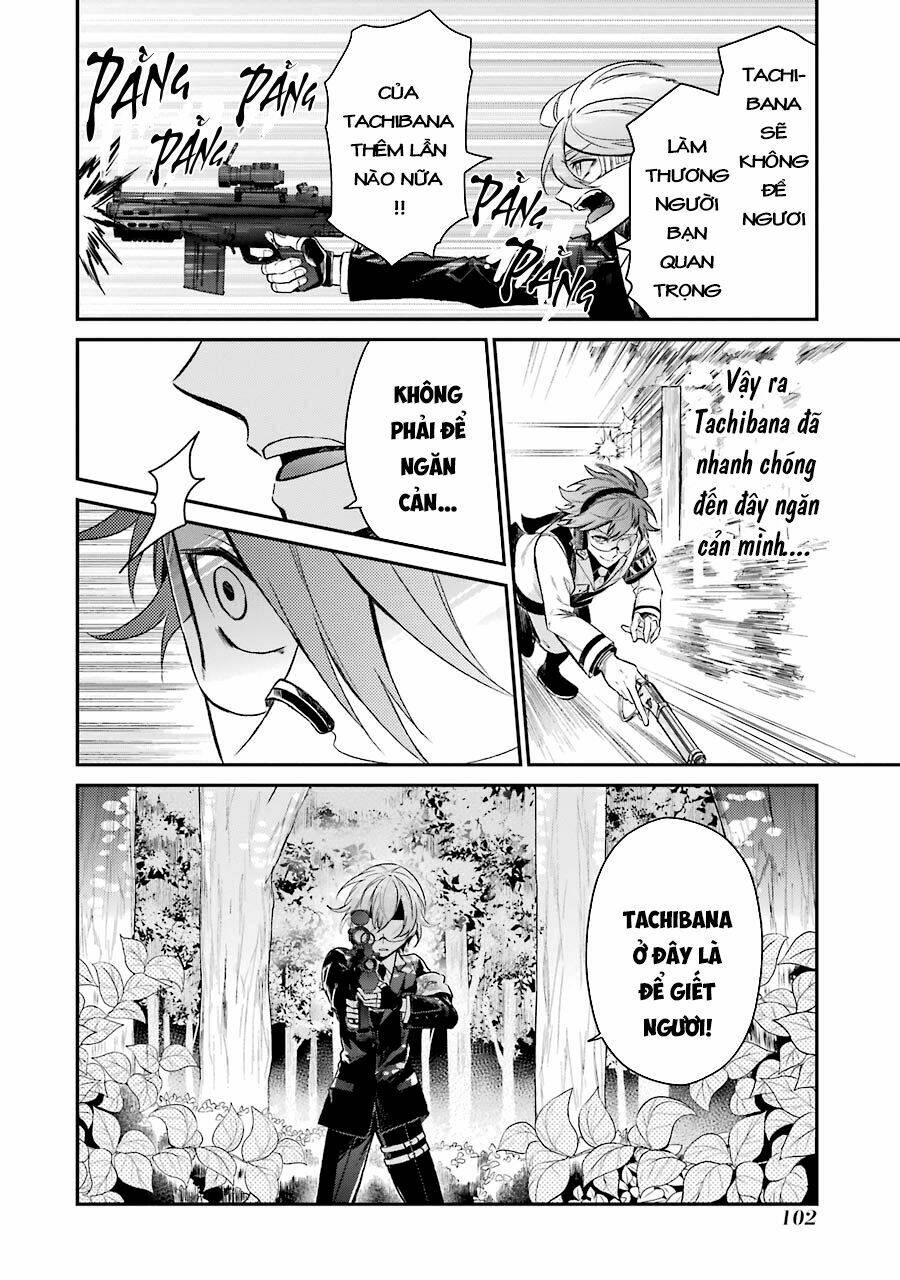 TACHI-
BANA
SẼ
KHÔNG
ĐỂ
NGƯƠI
LÀM
THƯƠNG
NGƯỜI
BẠN
QUAN
TRỌNG
CỦA
TACHIBANA
THÊM LẦN
NÀO NỮA
!!
PẰNG
PẰNG
PẰNG
PẰNG
PẰNG
PẰNG
Vậy ra
Tachibana đã
nhanh chóng
đến đây ngăn
cản mình....
KHÔNG
PHẢI ĐỂ
NGĂN
CẢN...
TACHIBANA
Ở ĐÂY LÀ
ĐỂ GIẾT
NGƯƠI!
102